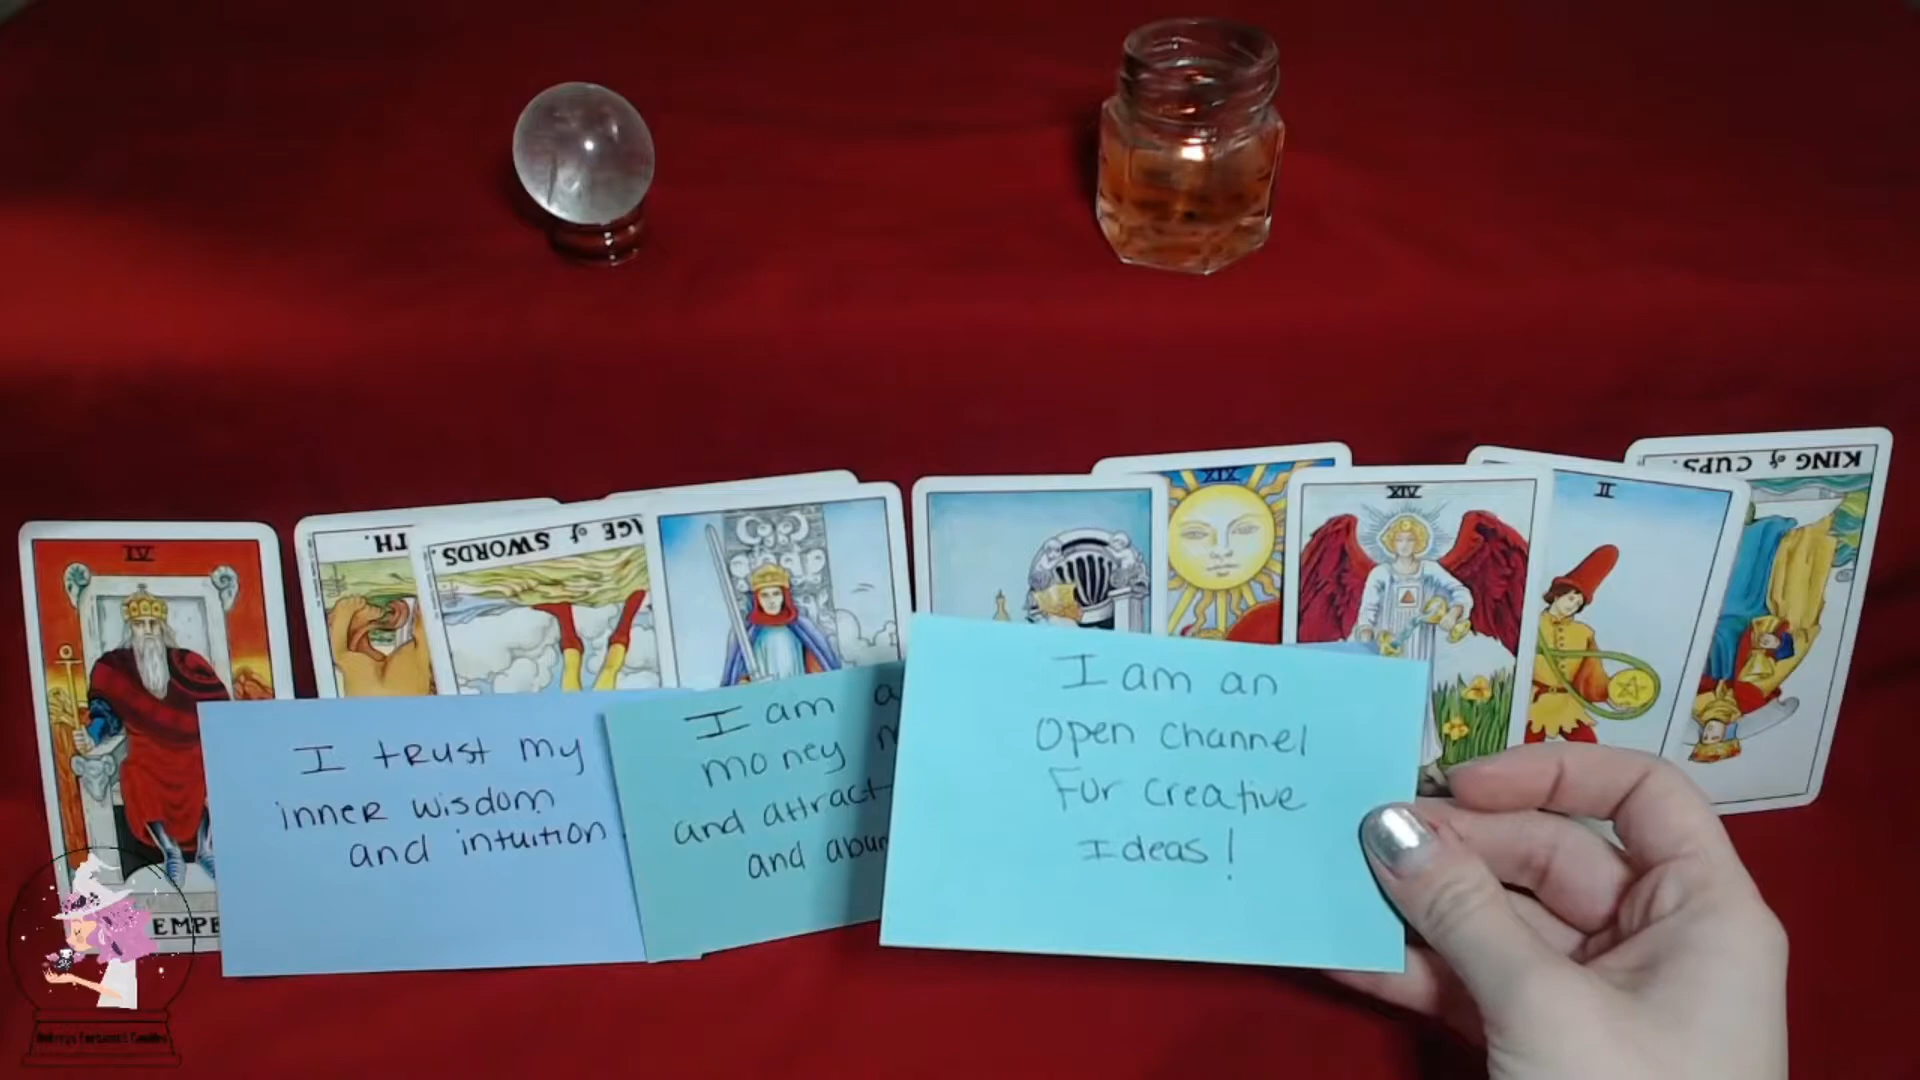 KING of CUPS.
XIX
XIV
II
IV
TH.
PAGE of SWORDS.
I am an
open channel
For creative
Ideas!
I trust my
inner wisdom
and intuition
I am a
money
and attract
and abun
EMPE